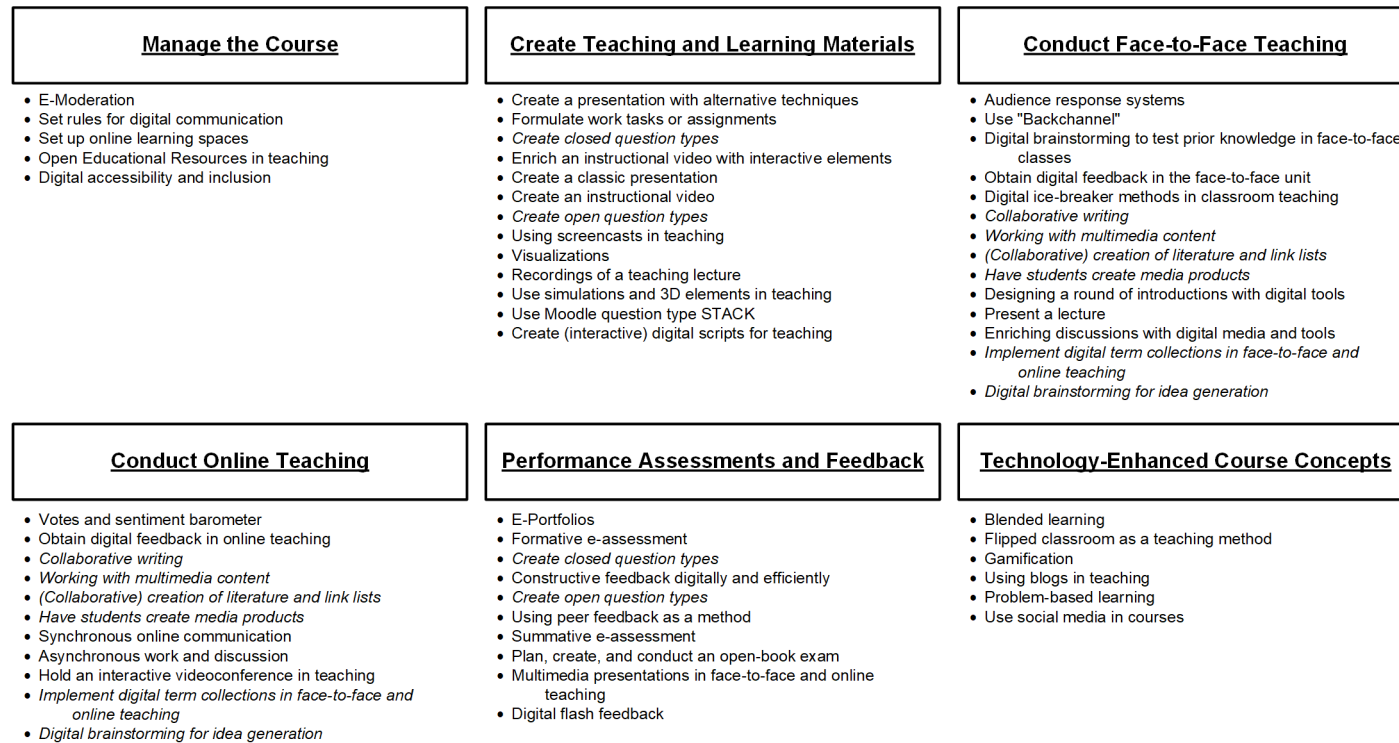 Manage the Course
• E-Moderation
• Set rules for digital communication
• Set up online learning spaces
• Open Educational Resources in teaching
• Digital accessibility and inclusion
Create Teaching and Learning Materials
• Create a presentation with alternative techniques
• Formulate work tasks or assignments
• Create closed question types
• Enrich an instructional video with interactive elements
• Create a classic presentation
• Create an instructional video
• Create open question types
• Using screencasts in teaching
• Visualizations
• Recordings of a teaching lecture
• Use simulations and 3D elements in teaching
• Use Moodle question type STACK
• Create (interactive) digital scripts for teaching
Conduct Face-to-Face Teaching
• Audience response systems
• Use "Backchannel"
• Digital brainstorming to test prior knowledge in face-to-face
classes
• Obtain digital feedback in the face-to-face unit
• Digital ice-breaker methods in classroom teaching
• Collaborative writing
• Working with multimedia content
• (Collaborative) creation of literature and link lists
• Have students create media products
• Designing a round of introductions with digital tools
• Present a lecture
• Enriching discussions with digital media and tools
• Implement digital term collections in face-to-face and
online teaching
• Digital brainstorming for idea generation
Conduct Online Teaching
• Votes and sentiment barometer
• Obtain digital feedback in online teaching
• Collaborative writing
• Working with multimedia content
• (Collaborative) creation of literature and link lists
• Have students create media products
• Synchronous online communication
• Asynchronous work and discussion
• Hold an interactive videoconference in teaching
• Implement digital term collections in face-to-face and
online teaching
• Digital brainstorming for idea generation
Performance Assessments and Feedback
• E-Portfolios
• Formative e-assessment
• Create closed question types
• Constructive feedback digitally and efficiently
• Create open question types
• Using peer feedback as a method
• Summative e-assessment
• Plan, create, and conduct an open-book exam
• Multimedia presentations in face-to-face and online
teaching
• Digital flash feedback
Technology-Enhanced Course Concepts
• Blended learning
• Flipped classroom as a teaching method
• Gamification
• Using blogs in teaching
• Problem-based learning
• Use social media in courses